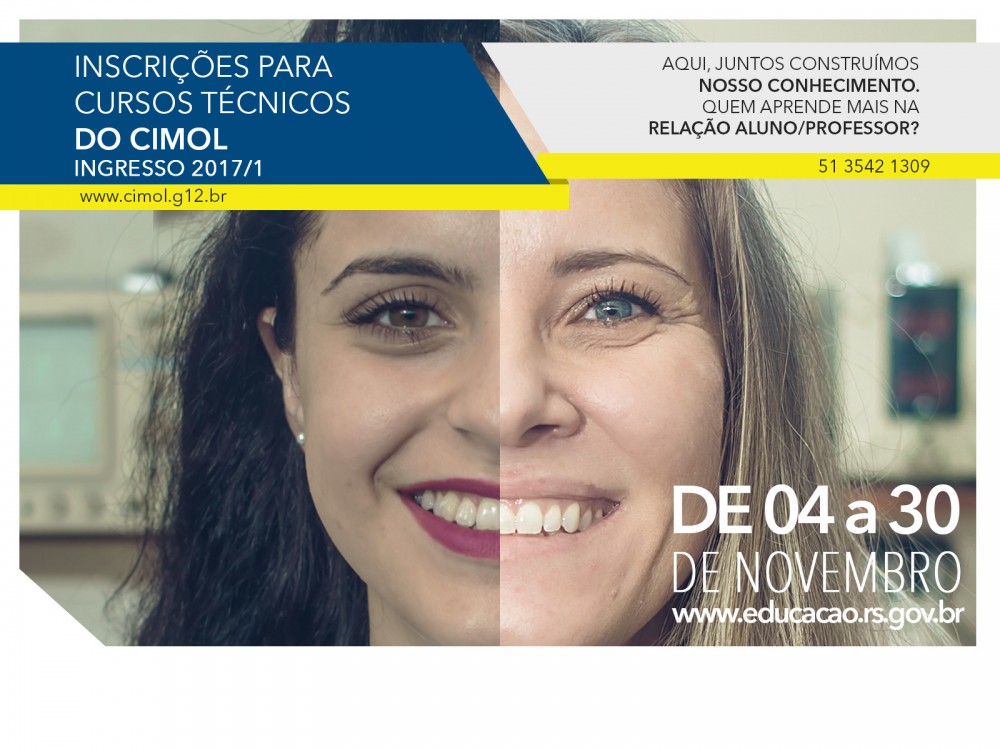 INSCRIÇÕES PARA
CURSOS TÉCNICOS
DO CIMOL
INGRESSO 2017/1
www.cimol.g12.br
AQUI, JUNTOS CONSTRUÍMOS
NOSSO CONHECIMENTO.
QUEM APRENDE MAIS NA
RELAÇÃO ALUNO/PROFESSOR?
51 3542 1309
DE 04 a 30
DE NOVEMBRO
www.educacao.rs.gov.br